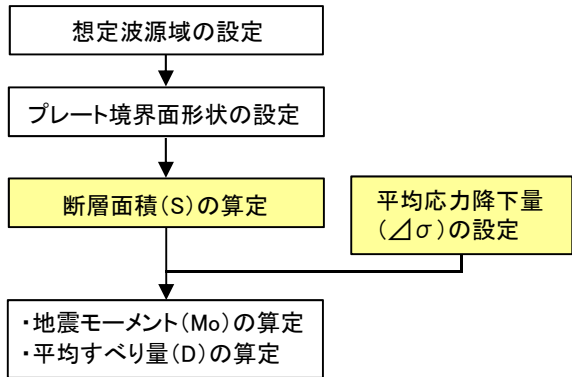 想定波源域の設定
プレート境界面形状の設定
断層面積(S)の算定
平均応力降下量
(⊿σ)の設定
・地震モーメント(Mo)の算定
・平均すべり量(D)の算定